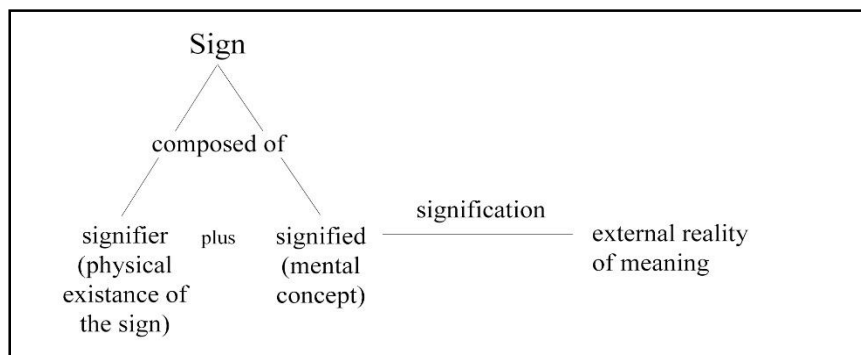 Sign
composed of
signification
signifier plus signified
(physical
existance of
the sign)
(mental
concept)
external reality
of meaning